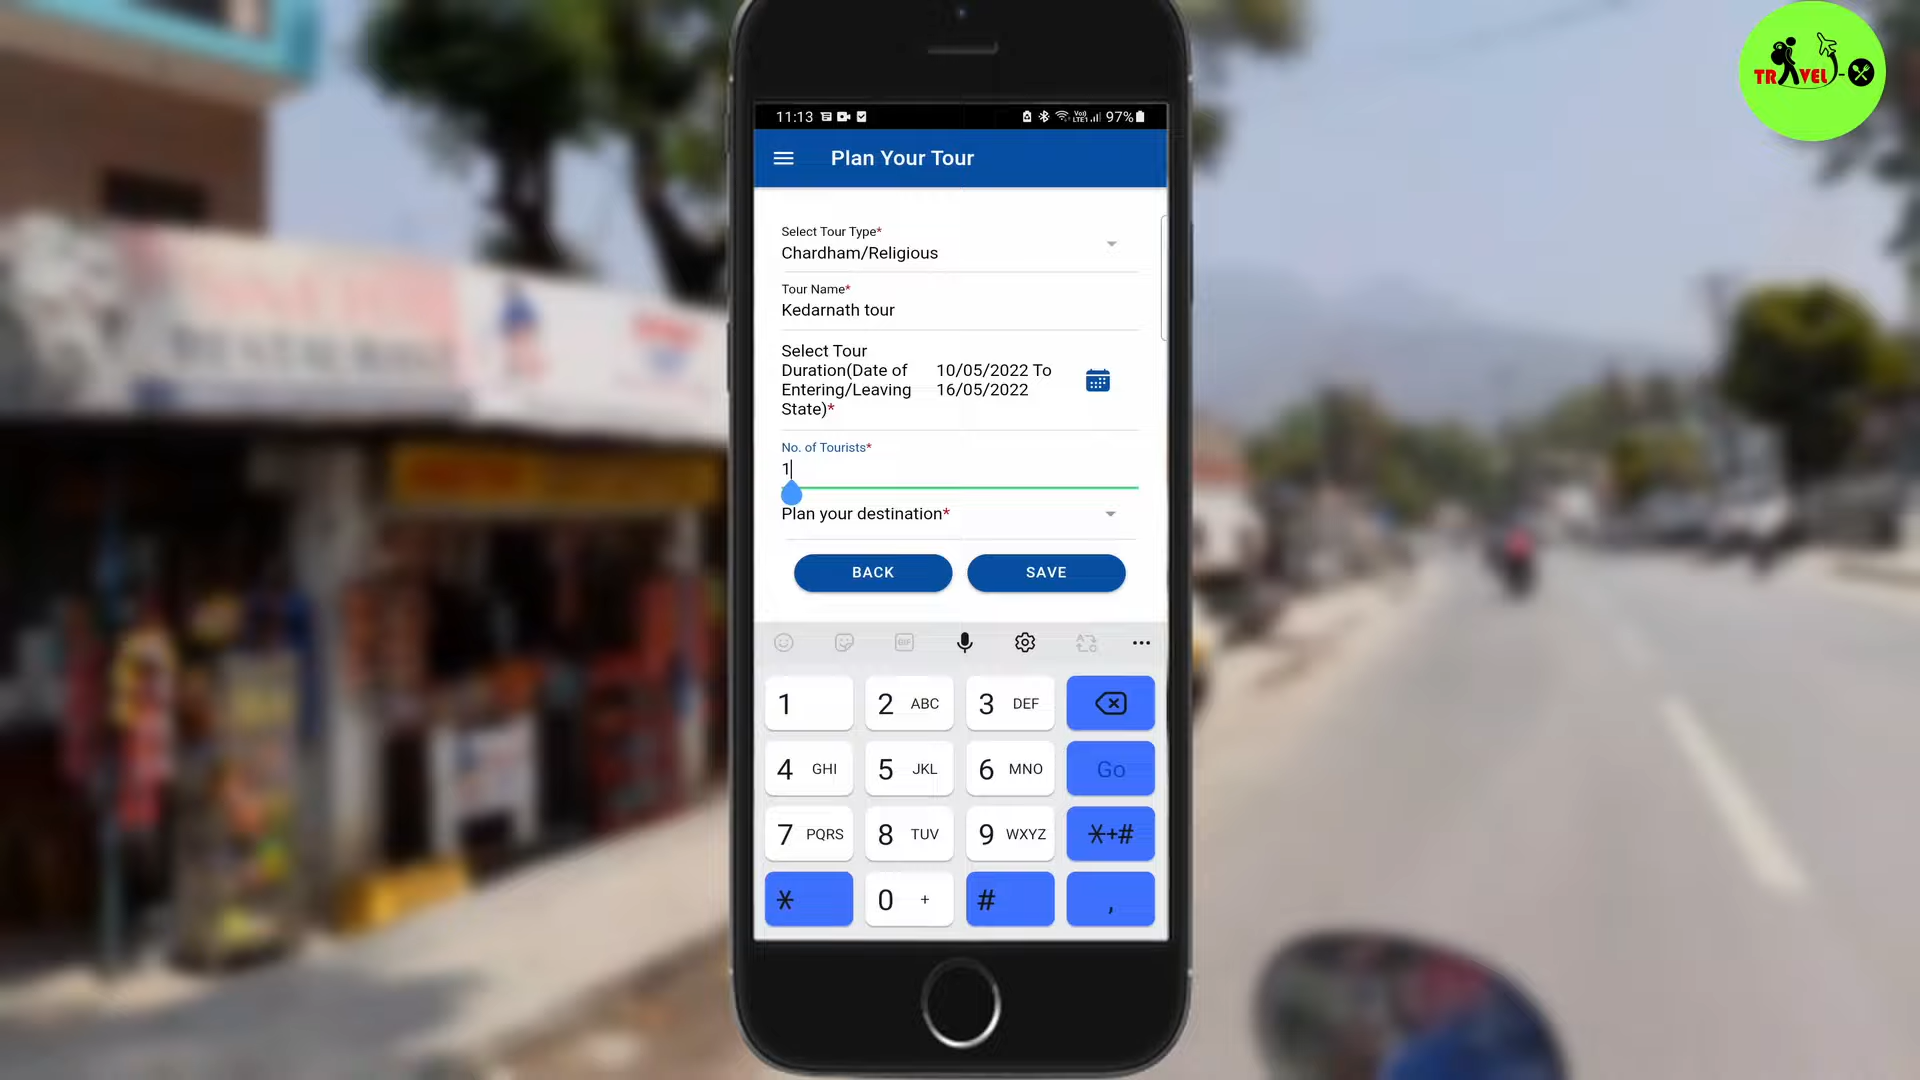 TRAVEL-
11:13
Voo LTE1 97%
Plan Your Tour
Select Tour Type*
Chardham/Religious
Tour Name*
Kedarnath tour
Select Tour
Duration(Date of
Entering/Leaving
State)*
10/05/2022 To
16/05/2022
No. of Tourists*
1
Plan your destination*
BACK
SAVE
GIF
1
2 ABC
3 DEF
4 GHI
5 JKL
6 MNO
Go
7 PQRS
8 TUV
9 WXYZ
*+#
*
0 +
#
,